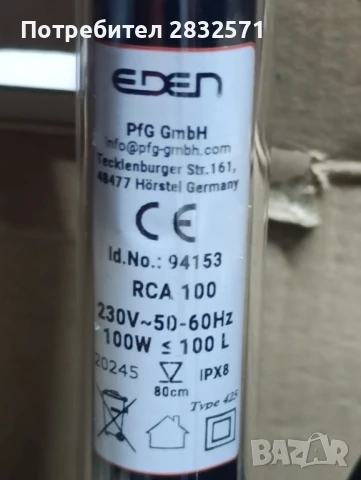 Потребител 2832571
EDEN
PfG GmbH
info@pfg-gmbh.com
Tecklenburger Str.161,
48477 Hörstel Germany
CE
Id.No.: 94153
RCA 100
230V~50-60Hz
100W ≤ 100 L
20245
IPX8
80cm
Type 425
bazar